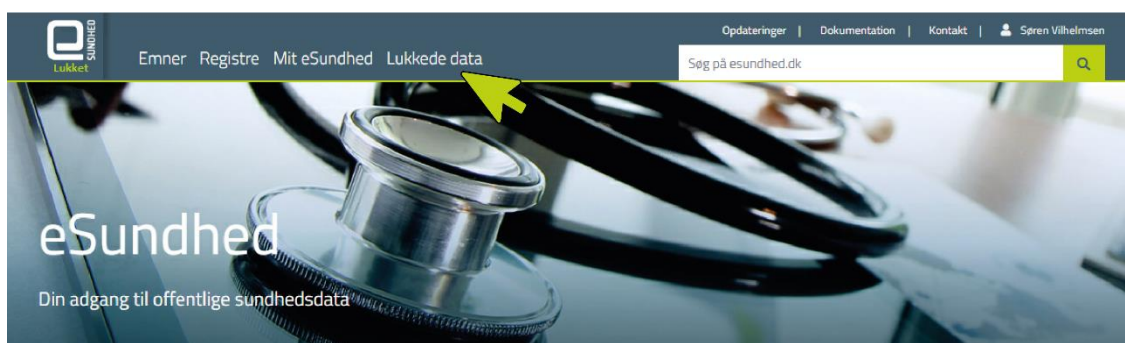 SUNDHED
Lukket
Emner Registre Mit eSundhed Lukkede data
Opdateringer | Dokumentation | Kontakt | Søren Vilhelmsen
Søg på esundhed.dk
eSundhed
Din adgang til offentlige sundhedsdata